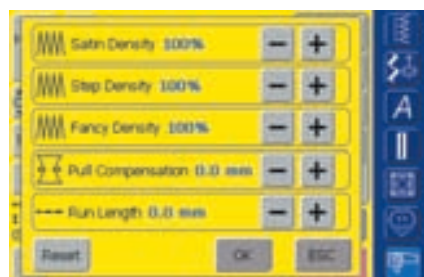 Satin Density 100%
Step Density 100%
Fancy Density 100%
Pull Compensation 0.0 mm
Run Length 0.0 mm
Reset OK ESC
A